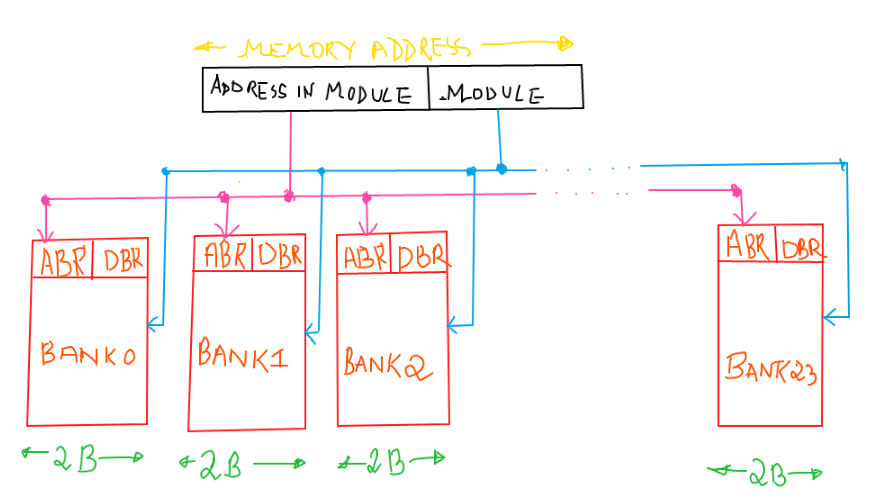 MEMORY ADDRESS
ADDRESS IN MODULE MODULE
ABR DBR ABR DBR ABR DBR ABR DBR
BANK0 BANK1 BANK2 BANK23
2B 2B 2B 2B